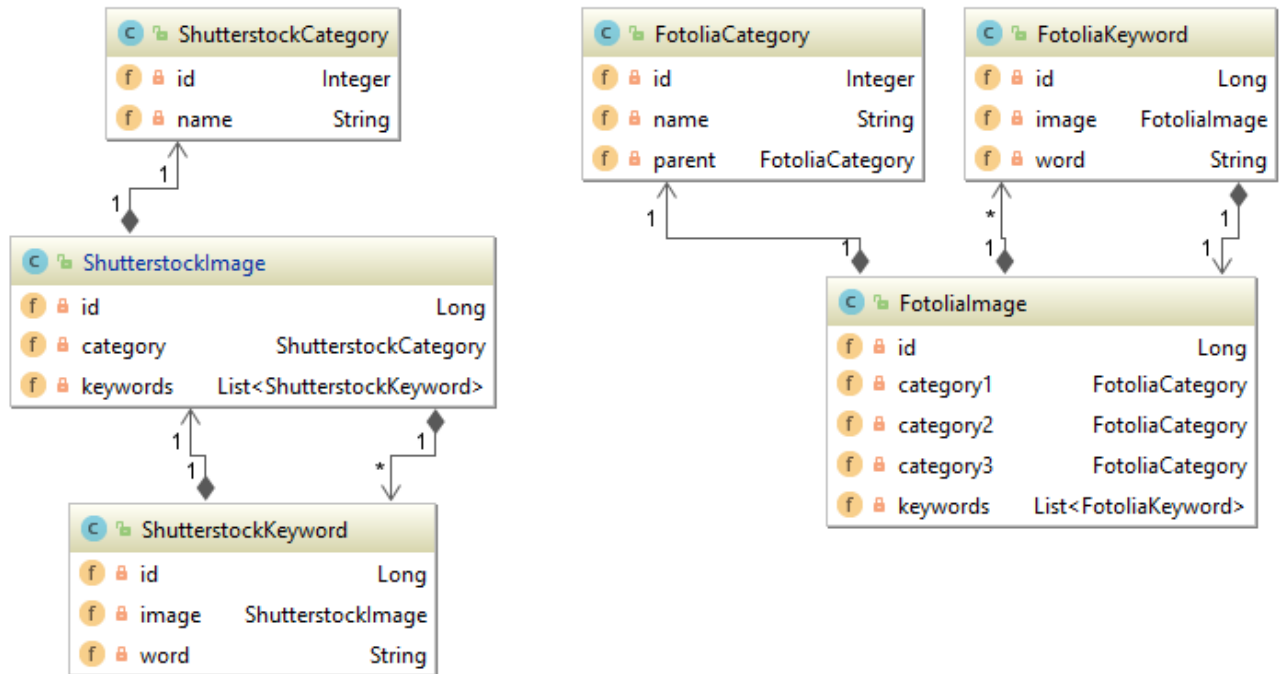 C ShutterstockCategory
f id Integer
f name String
1
1
C ShutterstockImage
f id Long
f category ShutterstockCategory
f keywords List<ShutterstockKeyword>
1 1
1 *
C ShutterstockKeyword
f id Long
f image ShutterstockImage
f word String
C FotoliaCategory
f id Integer
f name String
f parent FotoliaCategory
C FotoliaKeyword
f id Long
f image FotoliaImage
f word String
1 * 1
1 1 1
C FotoliaImage
f id Long
f category1 FotoliaCategory
f category2 FotoliaCategory
f category3 FotoliaCategory
f keywords List<FotoliaKeyword>